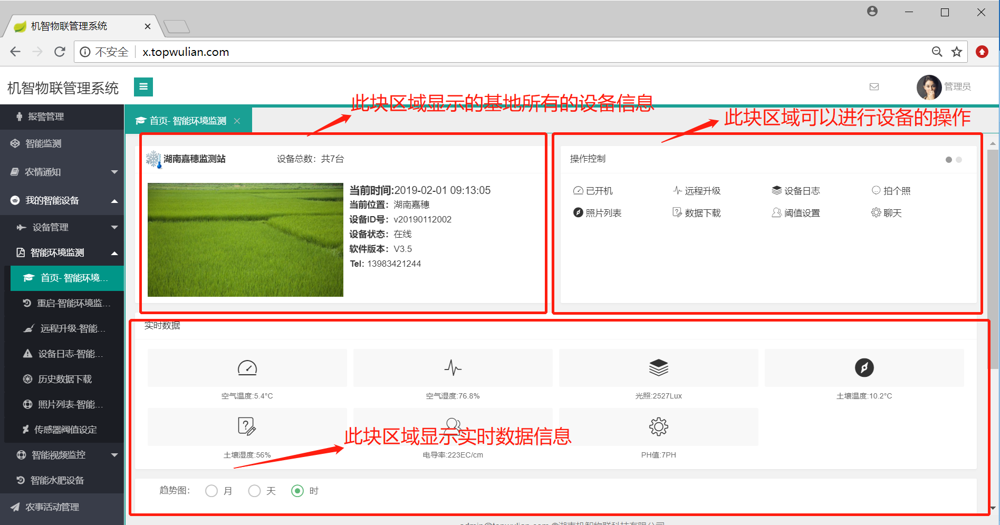 机智物联管理系统
不安全
x.topwulian.com
机智物联管理系统
管理员
此块区域显示的基地所有的设备信息
此块区域可以进行设备的操作
报警管理
智能监测
农情通知
我的智能设备
设备管理
智能环境监测
首页- 智能环境...
重启-智能环境监...
远程升级-智能...
设备日志-智能...
历史数据下载
照片列表-智能...
传感器阀值设定
智能视频监控
智能水肥设备
农事活动管理
首页- 智能环境监测
湖南嘉穗监测站
设备总数：共7台
当前时间:2019-02-01 09:13:05
当前位置：湖南嘉穗
设备ID号：v20190112002
设备状态：在线
软件版本：V3.5
Tel: 13983421244
操作控制
已开机
远程升级
设备日志
拍个照
照片列表
数据下载
阈值设置
聊天
实时数据
空气温度:5.4°C
空气湿度:76.8%
光照:2527Lux
土壤温度:10.2°C
此块区域显示实时数据信息
土壤湿度:56%
电导率:223EC/cm
PH值:7PH
趋势图：
月
天
时
admin@topwulian.com ©湖南机智物联科技有限公司